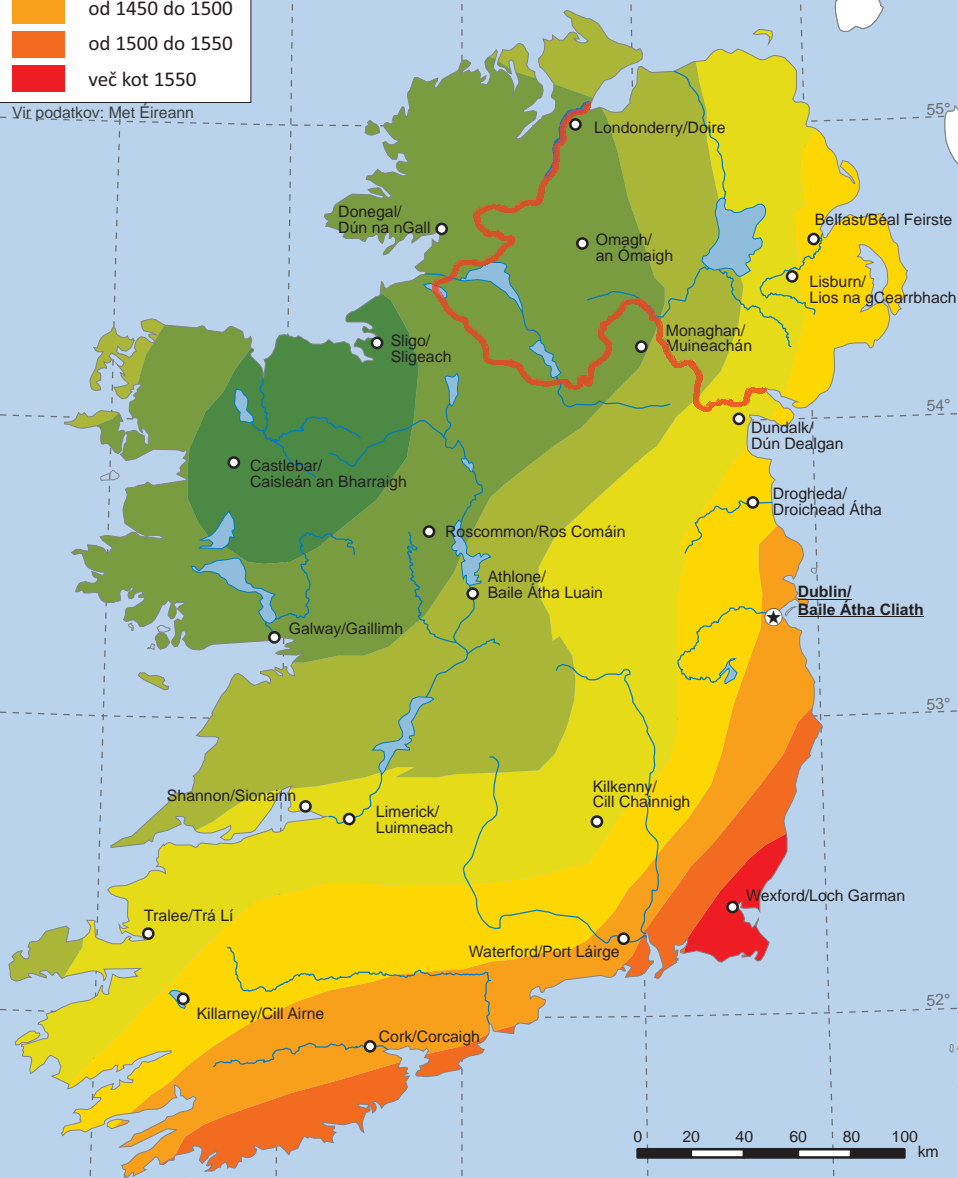 od 1450 do 1500
od 1500 do 1550
več kot 1550
Vir podatkov: Met Éireann
55°
Londonderry/Doire
Donegal/
Dún na nGall
Belfast/Béal Feirste
Omagh/
an Ómaigh
Lisburn/
Lios na gCearrbhach
Monaghan/
Muineachán
Sligo/
Sligeach
54°
Dundalk/
Dún Dealgan
Castlebar/
Caisleán an Bharraigh
Drogheda/
Droichead Átha
Roscommon/Ros Comáin
Athlone/
Baile Átha Luain
Dublin/
Baile Átha Cliath
Galway/Gaillimh
53°
Shannon/Sionainn
Kilkenny/
Cill Chainnigh
Limerick/
Luimneach
Wexford/Loch Garman
Tralee/Trá Lí
Waterford/Port Láirge
52°
Killarney/Cill Airne
Cork/Corcaigh
0 20 40 60 80 100
km